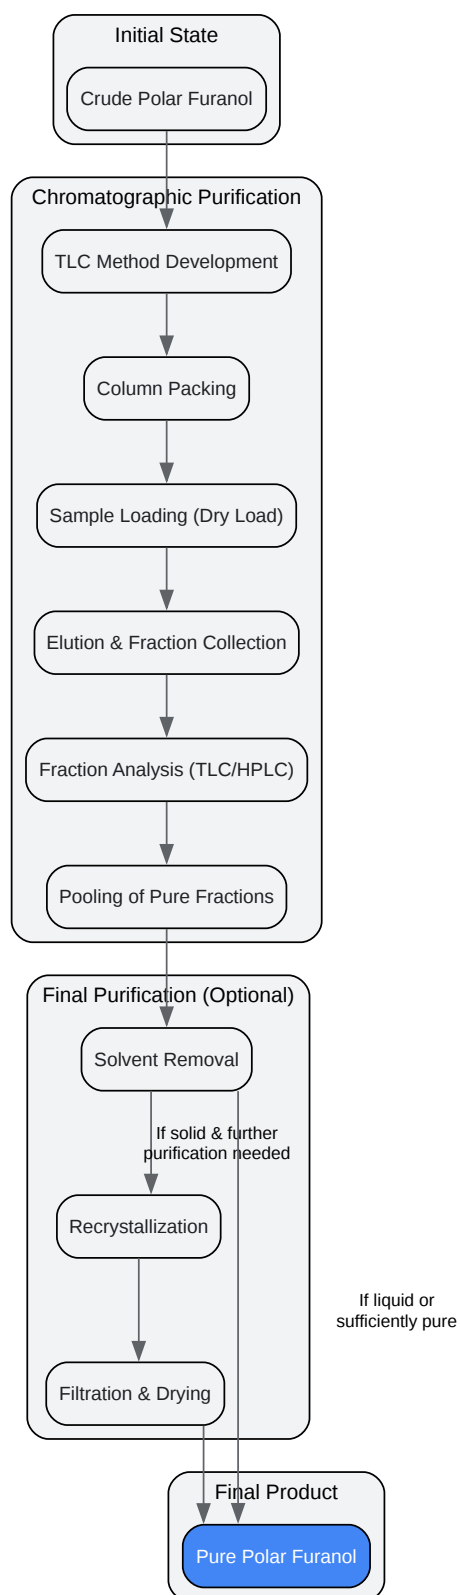 Initial State
Crude Polar Furanol
Chromatographic Purification
TLC Method Development
Column Packing
Sample Loading (Dry Load)
Elution & Fraction Collection
Fraction Analysis (TLC/HPLC)
Pooling of Pure Fractions
Final Purification (Optional)
Solvent Removal
If solid & further
purification needed
Recrystallization
If liquid or
sufficiently pure
Filtration & Drying
Final Product
Pure Polar Furanol